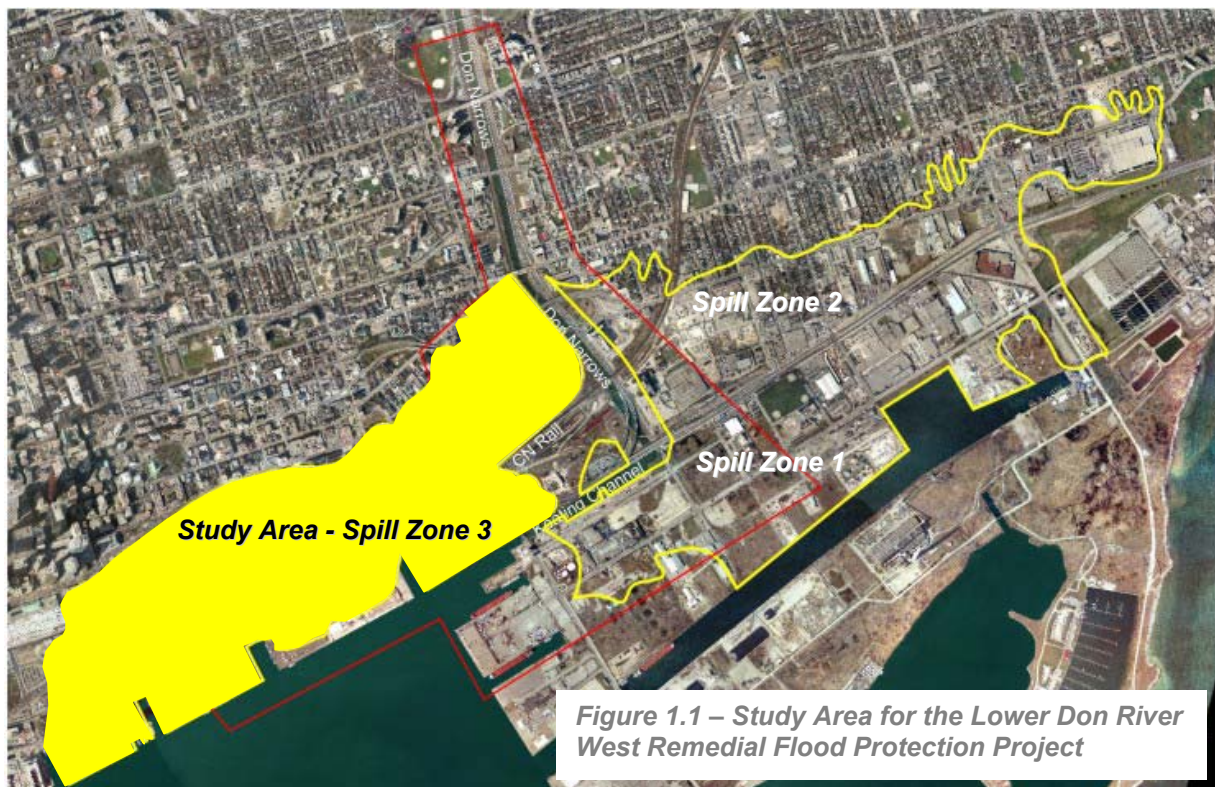 Don Narrows
Spill Zone 2
Don Narrows
CN Rail
Spill Zone 1
Keating Channel
Study Area - Spill Zone 3
Figure 1.1 – Study Area for the Lower Don River
West Remedial Flood Protection Project